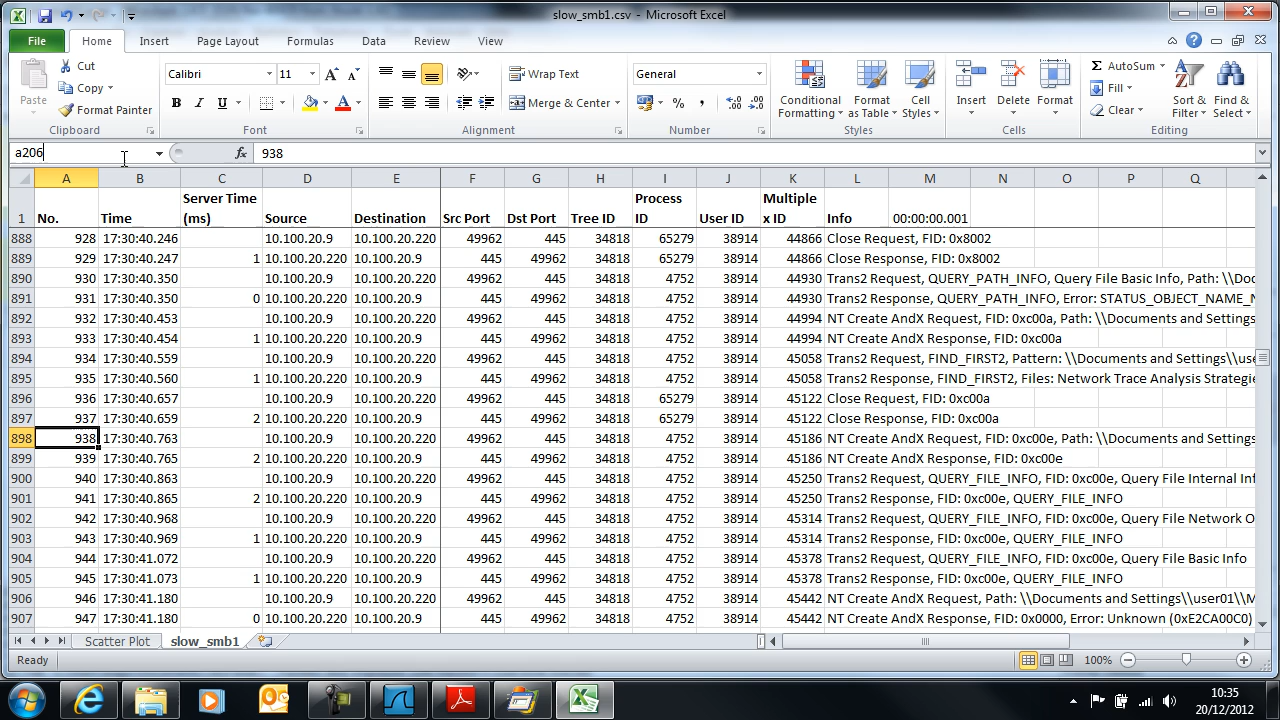 slow_smb1.csv - Microsoft Excel
File Home Insert Page Layout Formulas Data Review View
Paste
Cut
Copy
Format Painter
Clipboard
Calibri 11
B I U
Font
Wrap Text
Merge & Center
Alignment
General
Number
Conditional Formatting
Format as Table
Cell Styles
Styles
Insert Delete Format
Cells
AutoSum
Fill
Clear
Sort & Filter
Find & Select
Editing
a206 fx 938
A B C D E F G H I J K L M N O P Q
1 No. Time Server Time (ms) Source Destination Src Port Dst Port Tree ID Process ID User ID Multiple x ID Info 00:00:00.001
888 928 17:30:40.246 10.100.20.9 10.100.20.220 49962 445 34818 65279 38914 44866 Close Request, FID: 0x8002
889 929 17:30:40.247 1 10.100.20.220 10.100.20.9 445 49962 34818 65279 38914 44866 Close Response, FID: 0x8002
890 930 17:30:40.350 10.100.20.9 10.100.20.220 49962 445 34818 4752 38914 44930 Trans2 Request, QUERY_PATH_INFO, Query File Basic Info, Path: \\Doc
891 931 17:30:40.350 0 10.100.20.220 10.100.20.9 445 49962 34818 4752 38914 44930 Trans2 Response, QUERY_PATH_INFO, Error: STATUS_OBJECT_NAME_N
892 932 17:30:40.453 10.100.20.9 10.100.20.220 49962 445 34818 4752 38914 44994 NT Create AndX Request, FID: 0xc00a, Path: \\Documents and Settings
893 933 17:30:40.454 1 10.100.20.220 10.100.20.9 445 49962 34818 4752 38914 44994 NT Create AndX Response, FID: 0xc00a
894 934 17:30:40.559 10.100.20.9 10.100.20.220 49962 445 34818 4752 38914 45058 Trans2 Request, FIND_FIRST2, Pattern: \\Documents and Settings\\use
895 935 17:30:40.560 1 10.100.20.220 10.100.20.9 445 49962 34818 4752 38914 45058 Trans2 Response, FIND_FIRST2, Files: Network Trace Analysis Strategie
896 936 17:30:40.657 10.100.20.9 10.100.20.220 49962 445 34818 65279 38914 45122 Close Request, FID: 0xc00a
897 937 17:30:40.659 2 10.100.20.220 10.100.20.9 445 49962 34818 65279 38914 45122 Close Response, FID: 0xc00a
898 938 17:30:40.763 10.100.20.9 10.100.20.220 49962 445 34818 4752 38914 45186 NT Create AndX Request, FID: 0xc00e, Path: \\Documents and Settings
899 939 17:30:40.765 2 10.100.20.220 10.100.20.9 445 49962 34818 4752 38914 45186 NT Create AndX Response, FID: 0xc00e
900 940 17:30:40.863 10.100.20.9 10.100.20.220 49962 445 34818 4752 38914 45250 Trans2 Request, QUERY_FILE_INFO, FID: 0xc00e, Query File Internal Inf
901 941 17:30:40.865 2 10.100.20.220 10.100.20.9 445 49962 34818 4752 38914 45250 Trans2 Response, FID: 0xc00e, QUERY_FILE_INFO
902 942 17:30:40.968 10.100.20.9 10.100.20.220 49962 445 34818 4752 38914 45314 Trans2 Request, QUERY_FILE_INFO, FID: 0xc00e, Query File Network O
903 943 17:30:40.969 1 10.100.20.220 10.100.20.9 445 49962 34818 4752 38914 45314 Trans2 Response, FID: 0xc00e, QUERY_FILE_INFO
904 944 17:30:41.072 10.100.20.9 10.100.20.220 49962 445 34818 4752 38914 45378 Trans2 Request, QUERY_FILE_INFO, FID: 0xc00e, Query File Basic Info
905 945 17:30:41.073 1 10.100.20.220 10.100.20.9 445 49962 34818 4752 38914 45378 Trans2 Response, FID: 0xc00e, QUERY_FILE_INFO
906 946 17:30:41.180 10.100.20.9 10.100.20.220 49962 445 34818 4752 38914 45442 NT Create AndX Request, Path: \\Documents and Settings\\user01\\M
907 947 17:30:41.180 0 10.100.20.220 10.100.20.9 445 49962 34818 4752 38914 45442 NT Create AndX Response, FID: 0x0000, Error: Unknown (0xE2CA00C0)
Scatter Plot slow_smb1
Ready 100%
10:35
20/12/2012